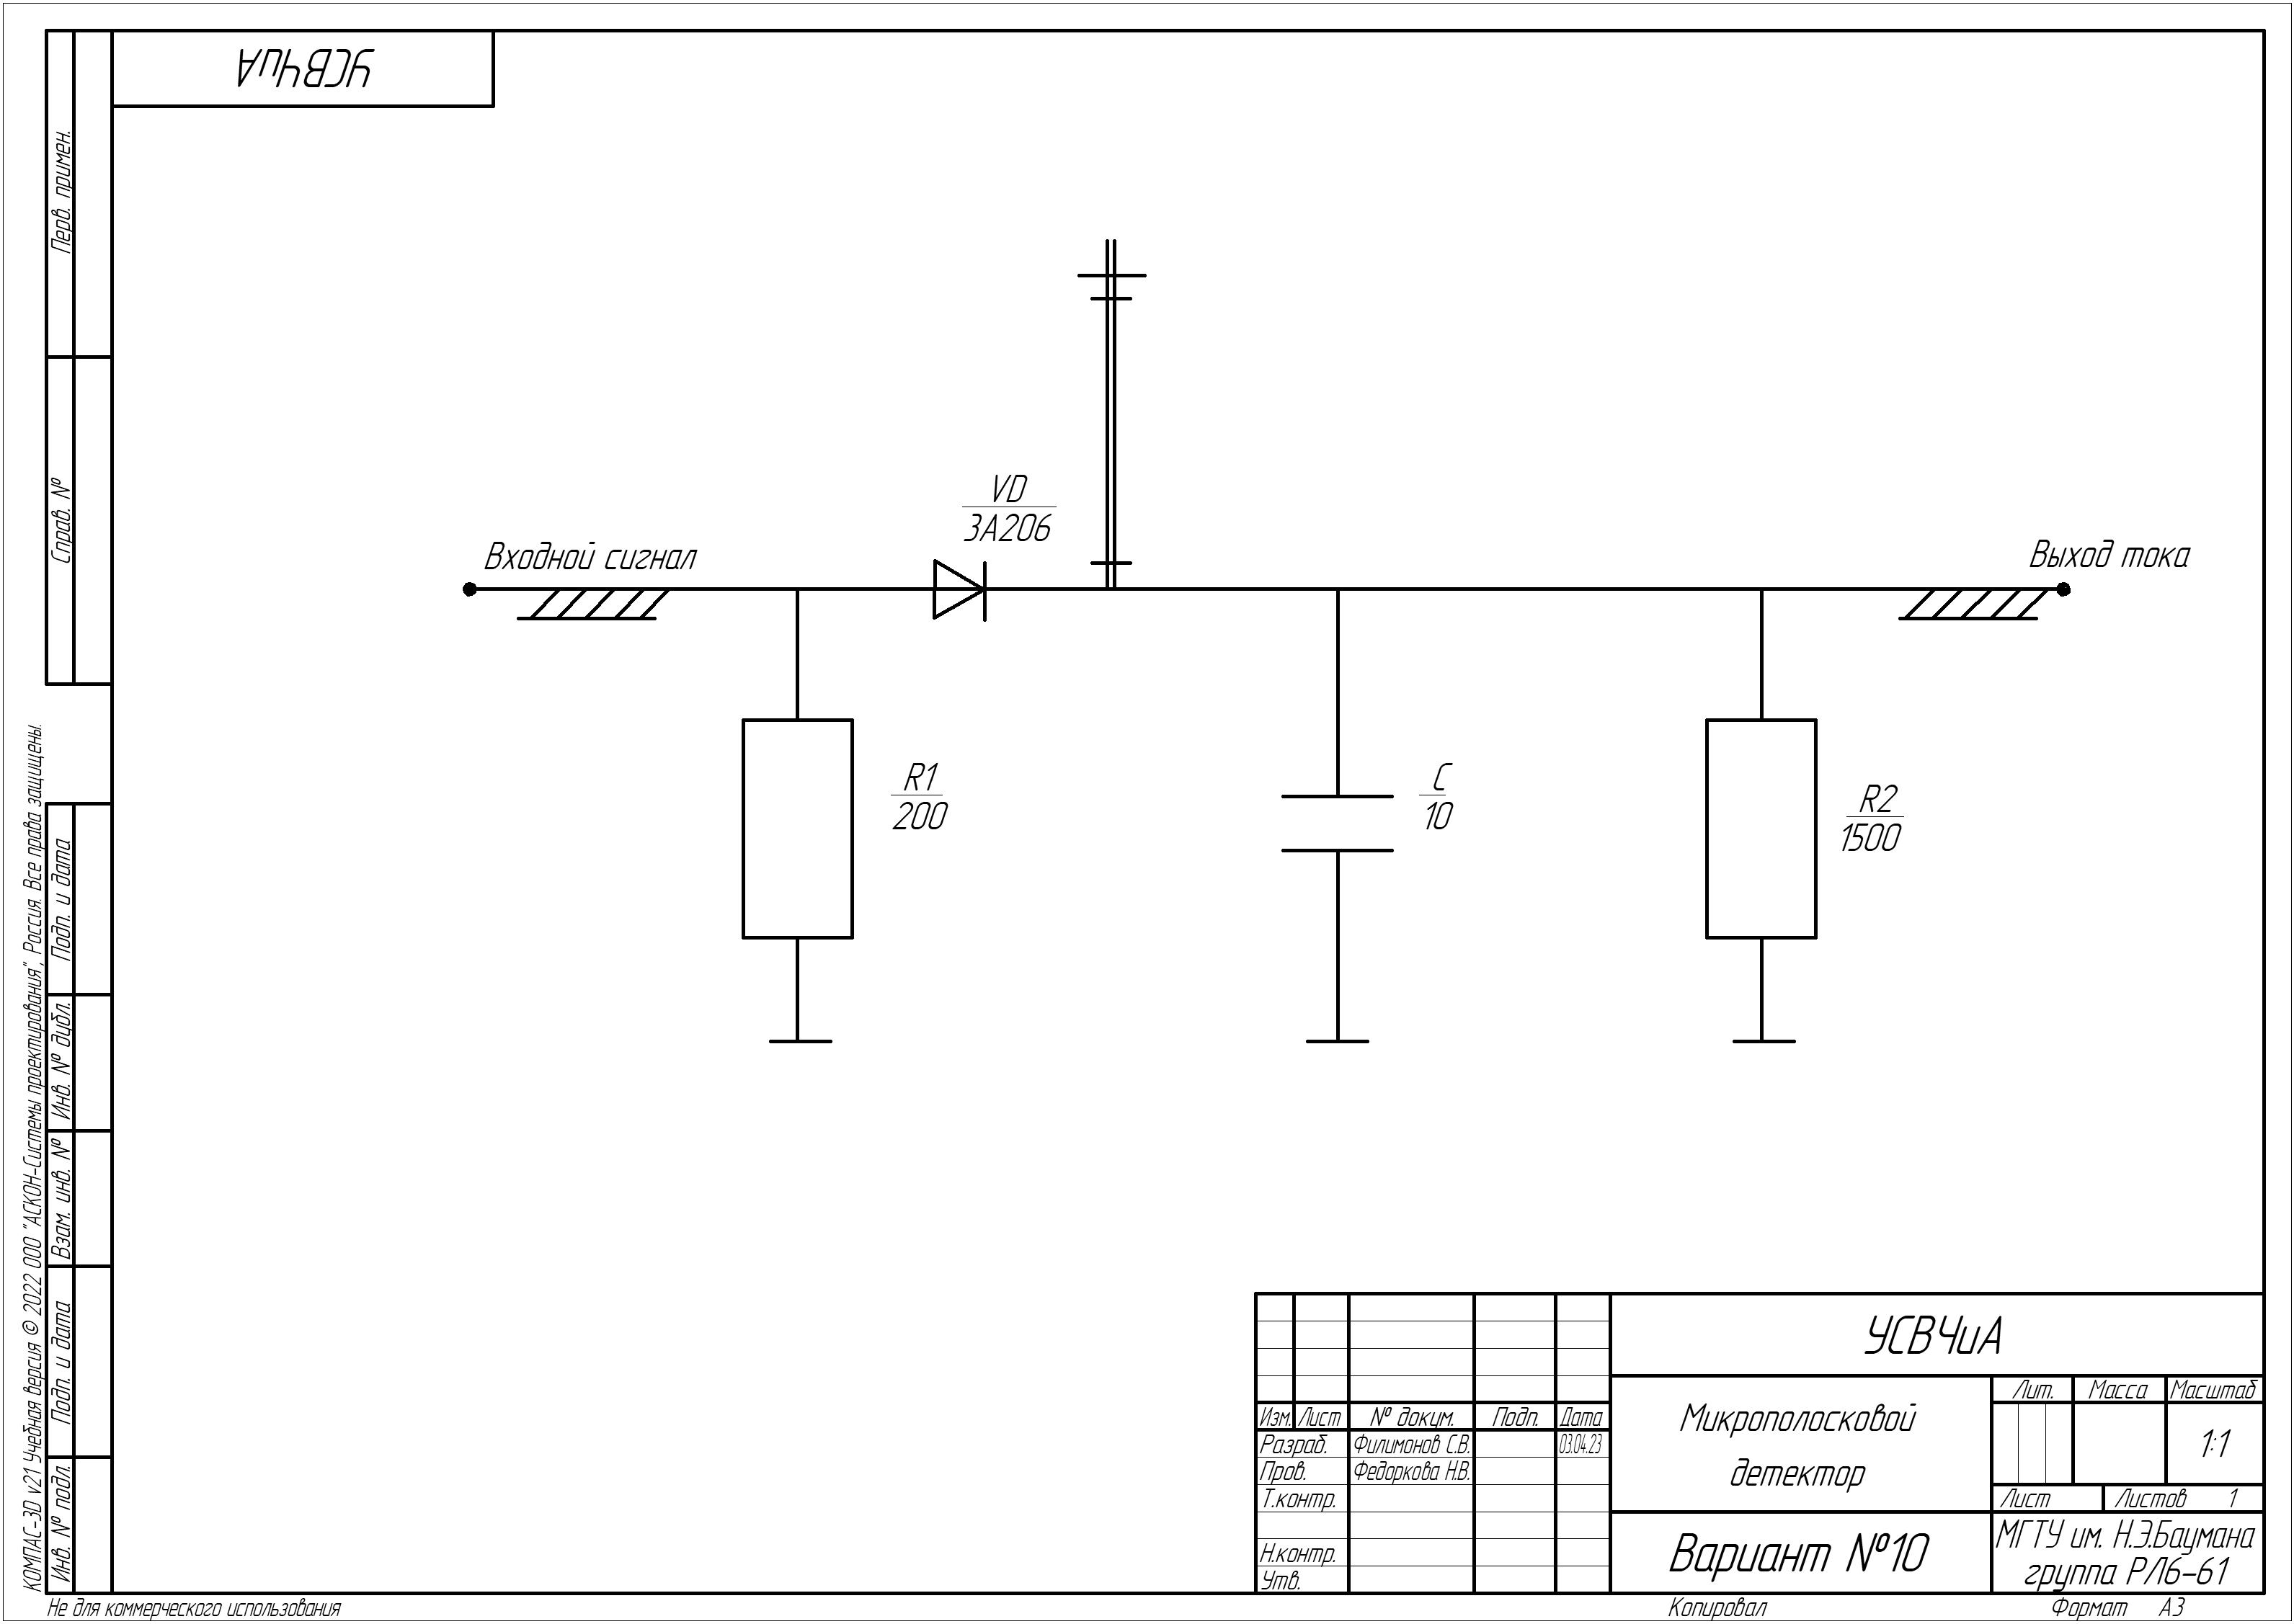 УСВЧиА
Перв. примен.
Справ. №
Подп. и дата
Инв. № дубл.
Взам. инв. №
Подп. и дата
Инв. № подл.
КОМПАС-3D v21 Учебная версия © 2022 ООО "АСКОН-Системы проектирования", Россия. Все права защищены.
Входной сигнал
VD
3А206
Выход тока
R1
200
C
10
R2
1500
УСВЧиА
Изм. Лист № докум. Подп. Дата
Разраб. Филимонов С.В. 03.04.23
Пров. Федоркова Н.В.
Т.контр.
Н.контр.
Утв.
Микрополосковой
детектор
Вариант №10
Лит. Масса Масштаб
1:1
Лист Листов 1
МГТУ им. Н.Э.Баумана
группа РЛ6-61
Не для коммерческого использования
Копировал
Формат А3